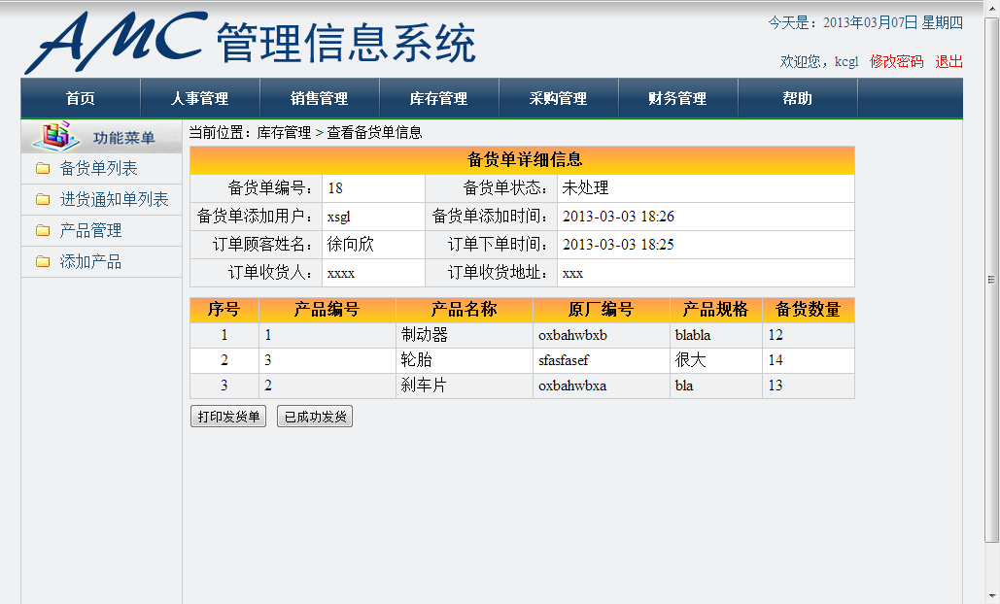 AMC 管理信息系统
今天是：2013年03月07日 星期四
欢迎您，kcgl 修改密码 退出
首页 人事管理 销售管理 库存管理 采购管理 财务管理 帮助
功能菜单
备货单列表
进货通知单列表
产品管理
添加产品
当前位置：库存管理 > 查看备货单信息
备货单详细信息
备货单编号： 18 备货单状态： 未处理
备货单添加用户： xsgl 备货单添加时间： 2013-03-03 18:26
订单顾客姓名： 徐向欣 订单下单时间： 2013-03-03 18:25
订单收货人： xxxx 订单收货地址： xxx
序号 产品编号 产品名称 原厂编号 产品规格 备货数量
1 1 制动器 oxbahwbxb blabla 12
2 3 轮胎 sfasfasef 很大 14
3 2 刹车片 oxbahwbxa bla 13
打印发货单 已成功发货